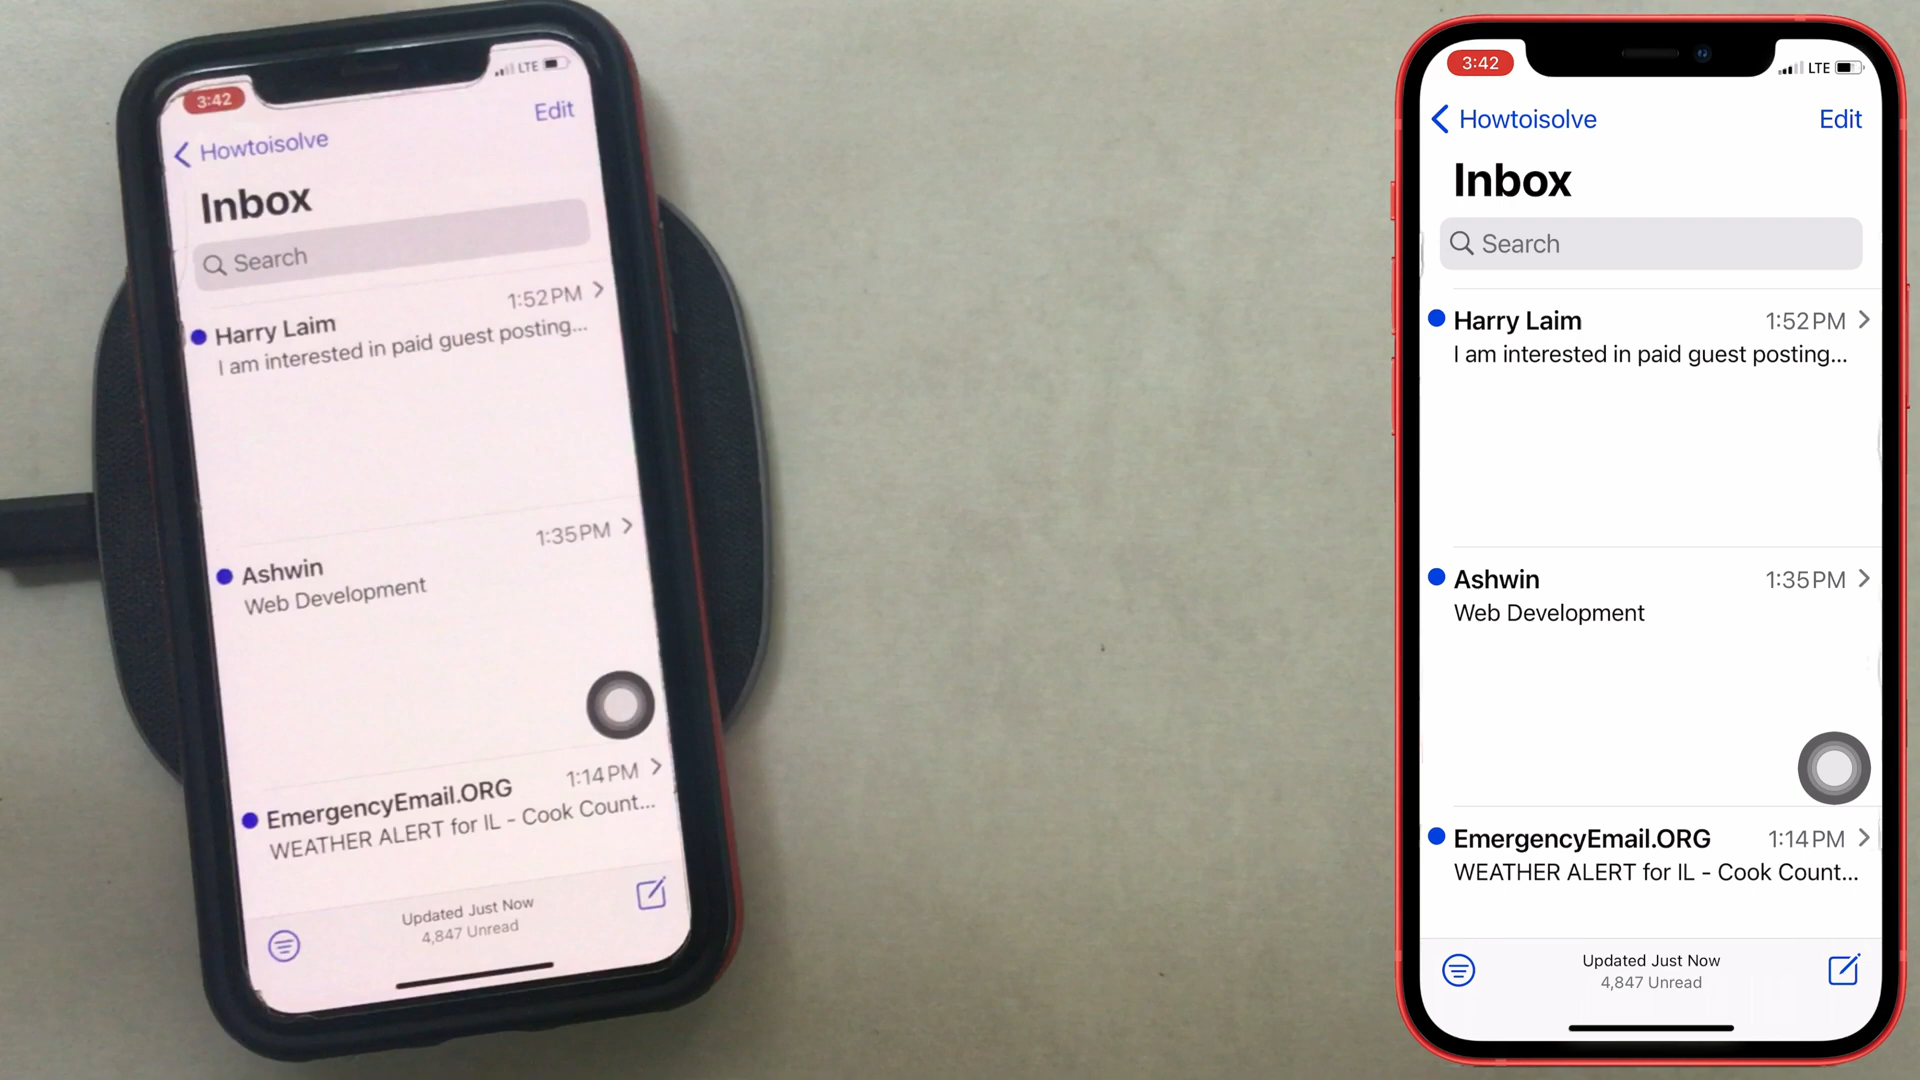 3:42
LTE
Howtoisolve
Edit
Inbox
Search
Harry Laim
1:52 PM
I am interested in paid guest posting...
Ashwin
1:35 PM
Web Development
EmergencyEmail.ORG
1:14 PM
WEATHER ALERT for IL - Cook Count...
Updated Just Now
4,847 Unread
3:42
LTE
Howtoisolve
Edit
Inbox
Search
Harry Laim
1:52 PM
I am interested in paid guest posting...
Ashwin
1:35 PM
Web Development
EmergencyEmail.ORG
1:14 PM
WEATHER ALERT for IL - Cook Count...
Updated Just Now
4,847 Unread